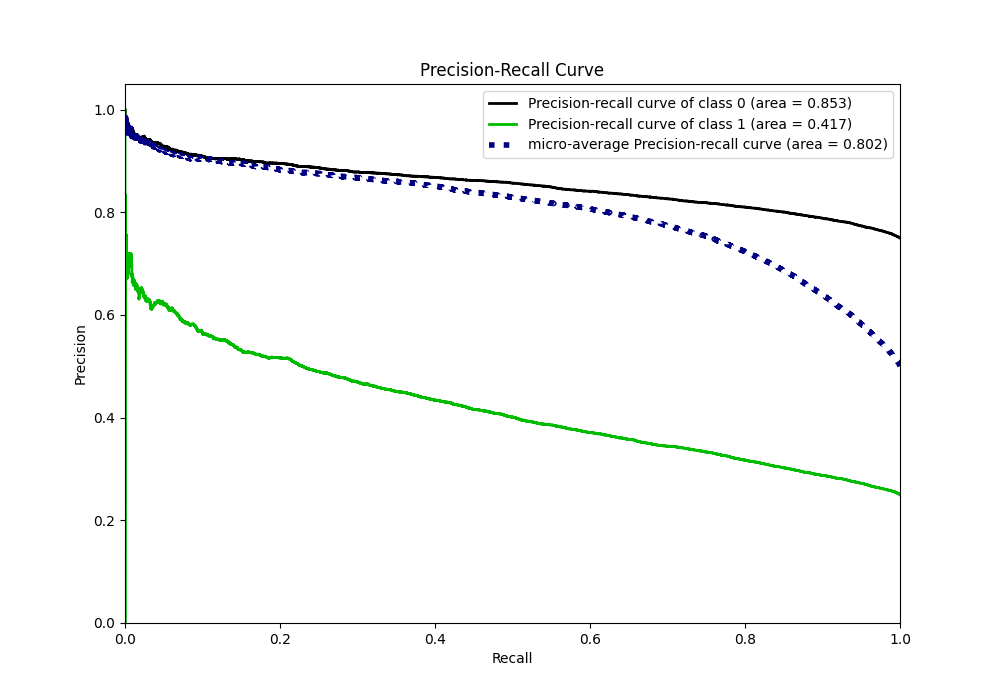 Precision-Recall Curve
Precision-recall curve of class 0 (area = 0.853)
Precision-recall curve of class 1 (area = 0.417)
micro-average Precision-recall curve (area = 0.802)
1.0
0.8
0.6
0.4
0.2
0.0
Precision
0.0 0.2 0.4 0.6 0.8 1.0
Recall